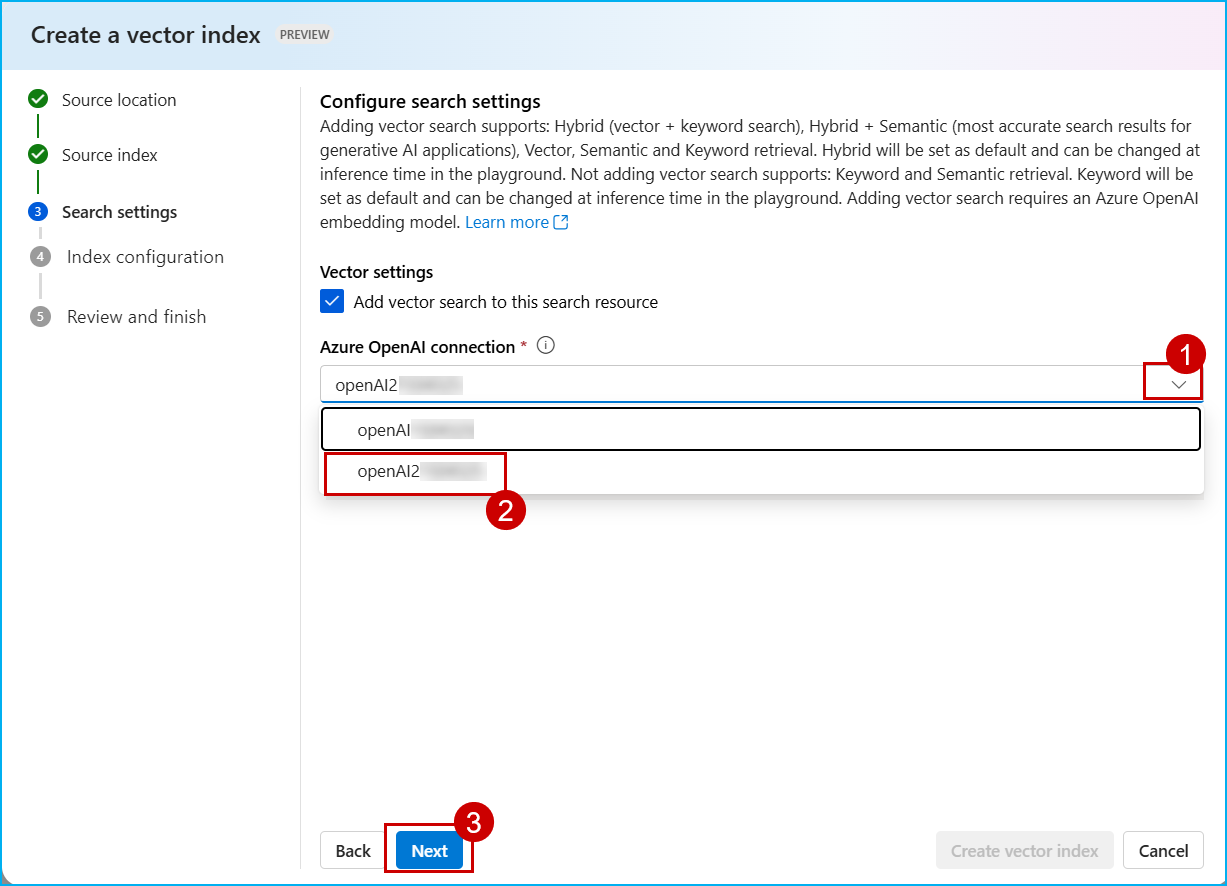 Create a vector index PREVIEW
Source location
Source index
3 Search settings
4 Index configuration
5 Review and finish
Configure search settings
Adding vector search supports: Hybrid (vector + keyword search), Hybrid + Semantic (most accurate search results for
generative AI applications), Vector, Semantic and Keyword retrieval. Hybrid will be set as default and can be changed at
inference time in the playground. Not adding vector search supports: Keyword and Semantic retrieval. Keyword will be
set as default and can be changed at inference time in the playground. Adding vector search requires an Azure OpenAI
embedding model. Learn more
Vector settings
Add vector search to this search resource
Azure OpenAI connection *
1
openAI2
openAI
openAI2
2
3
Back Next Create vector index Cancel